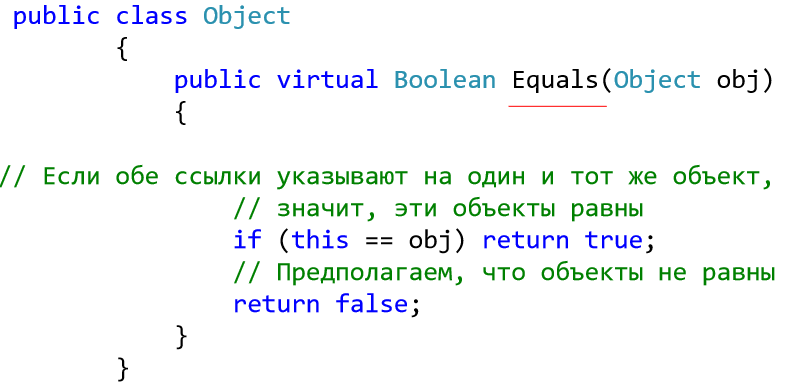 public class Object
{
public virtual Boolean Equals(Object obj)
{
// Если обе ссылки указывают на один и тот же объект,
// значит, эти объекты равны
if (this == obj) return true;
// Предполагаем, что объекты не равны
return false;
}
}